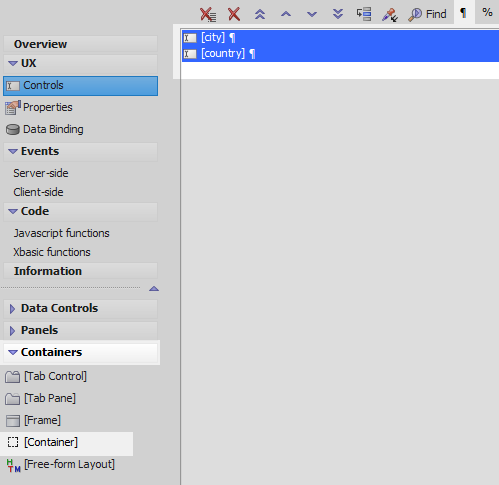 Find ¶ %
Overview
UX
Controls
Properties
Data Binding
Events
Server-side
Client-side
Code
Javascript functions
Xbasic functions
Information
Data Controls
Panels
Containers
[Tab Control]
[Tab Pane]
[Frame]
[Container]
HTM [Free-form Layout]
[city] ¶
[country] ¶